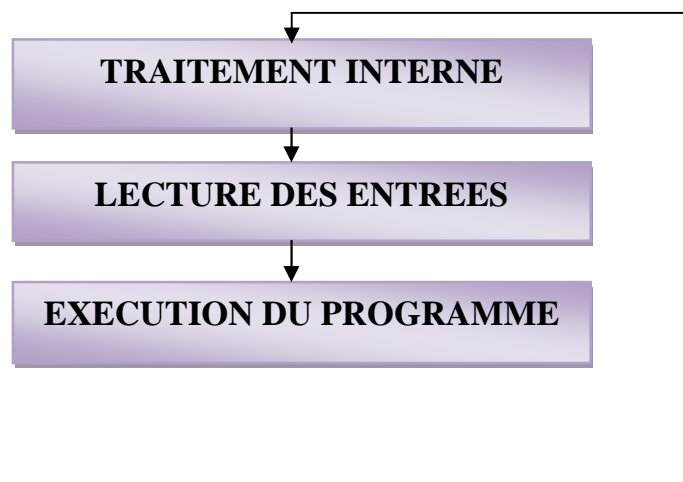 TRAITEMENT INTERNE
LECTURE DES ENTREES
EXECUTION DU PROGRAMME